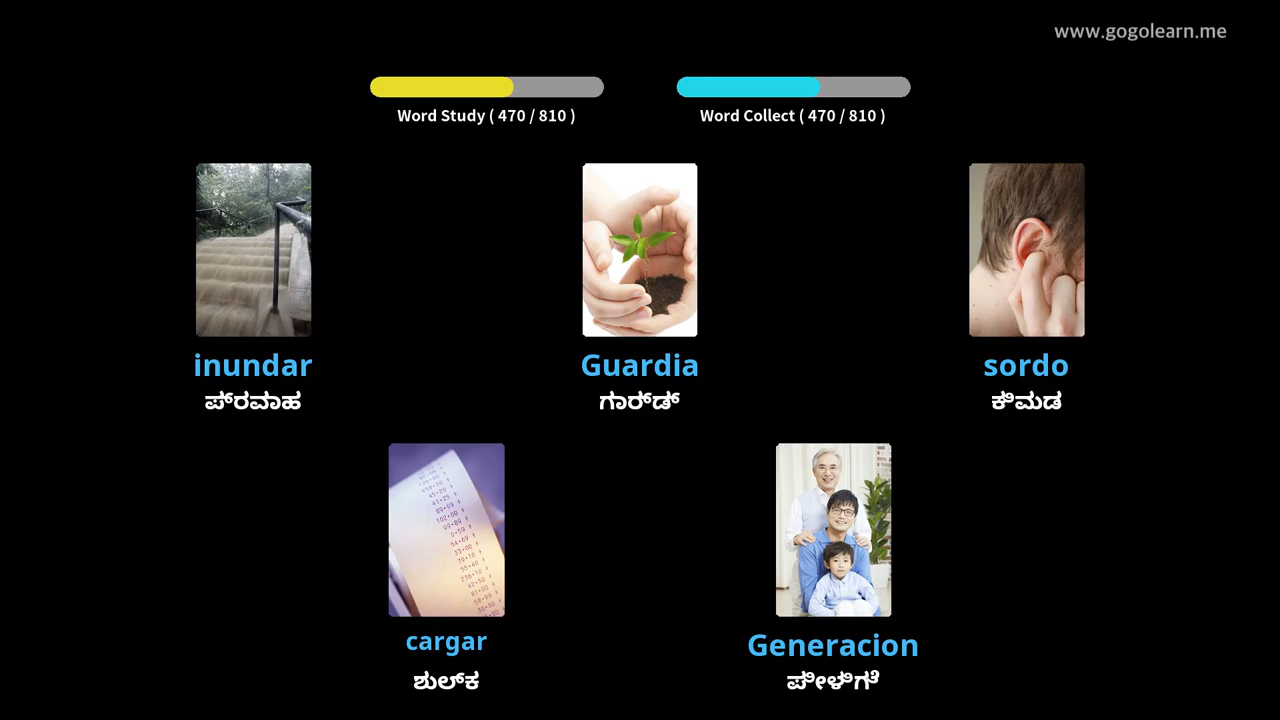 www.gogolearn.me
Word Study ( 470 / 810 )
Word Collect ( 470 / 810 )
inundar
ಪ್ರವಾಹ
Guardia
ಗಾರ್ಡ್
sordo
ಕಿವುಡ
cargar
ಶುಲ್ಕ
Generacion
ಪೀಳಿಗೆ